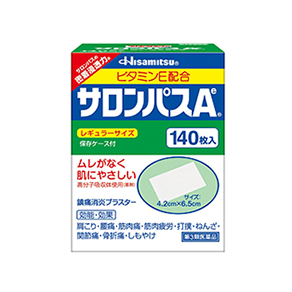 サロンパスの
密着浸透力。
Hisamitsu®
ビタミンE配合
サロンパスAe®
レギュラーサイズ
保存ケース付
140枚入
ムレがなく
肌にやさしい
高分子吸収体使用(基剤)
鎮痛消炎プラスター
サイズ
4.2cm×6.5cm
効能・効果
肩こり・腰痛・筋肉痛・筋肉疲労・打撲・ねんざ・
関節痛・骨折痛・しもやけ
第3類医薬品